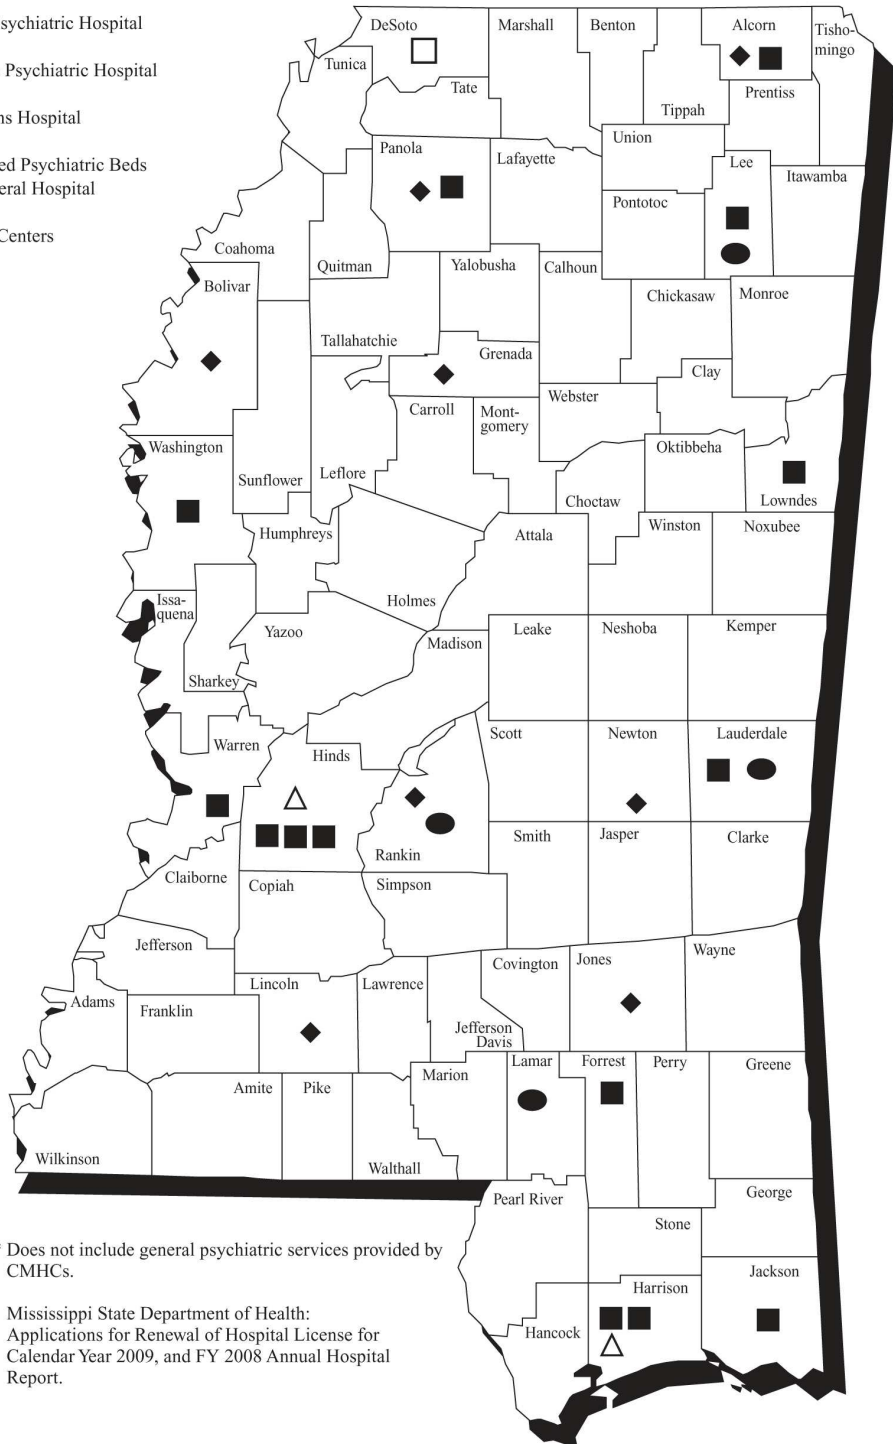 sychiatric Hospital
Psychiatric Hospital
ns Hospital
ed Psychiatric Beds
eral Hospital
Centers
DeSoto
Marshall
Benton
Alcorn
Tisho-
mingo
Tunica
Tate
Tippah
Prentiss
Panola
Lafayette
Union
Lee
Itawamba
Pontotoc
Coahoma
Quitman
Yalobusha
Calhoun
Bolivar
Chickasaw
Monroe
Tallahatchie
Grenada
Clay
Webster
Carroll
Mont-
gomery
Washington
Sunflower
Leflore
Oktibbeha
Choctaw
Lowndes
Humphreys
Attala
Winston
Noxubee
Issa-
quena
Holmes
Yazoo
Madison
Leake
Neshoba
Kemper
Sharkey
Warren
Hinds
Scott
Newton
Lauderdale
Rankin
Smith
Jasper
Clarke
Claiborne
Copiah
Simpson
Jefferson
Covington
Jones
Wayne
Adams
Franklin
Lincoln
Lawrence
Jefferson
Davis
Lamar
Forrest
Perry
Greene
Marion
Amite
Pike
Wilkinson
Walthall
Pearl River
George
Stone
Jackson
Harrison
Hancock
* Does not include general psychiatric services provided by
CMHCs.
Mississippi State Department of Health:
Applications for Renewal of Hospital License for
Calendar Year 2009, and FY 2008 Annual Hospital
Report.